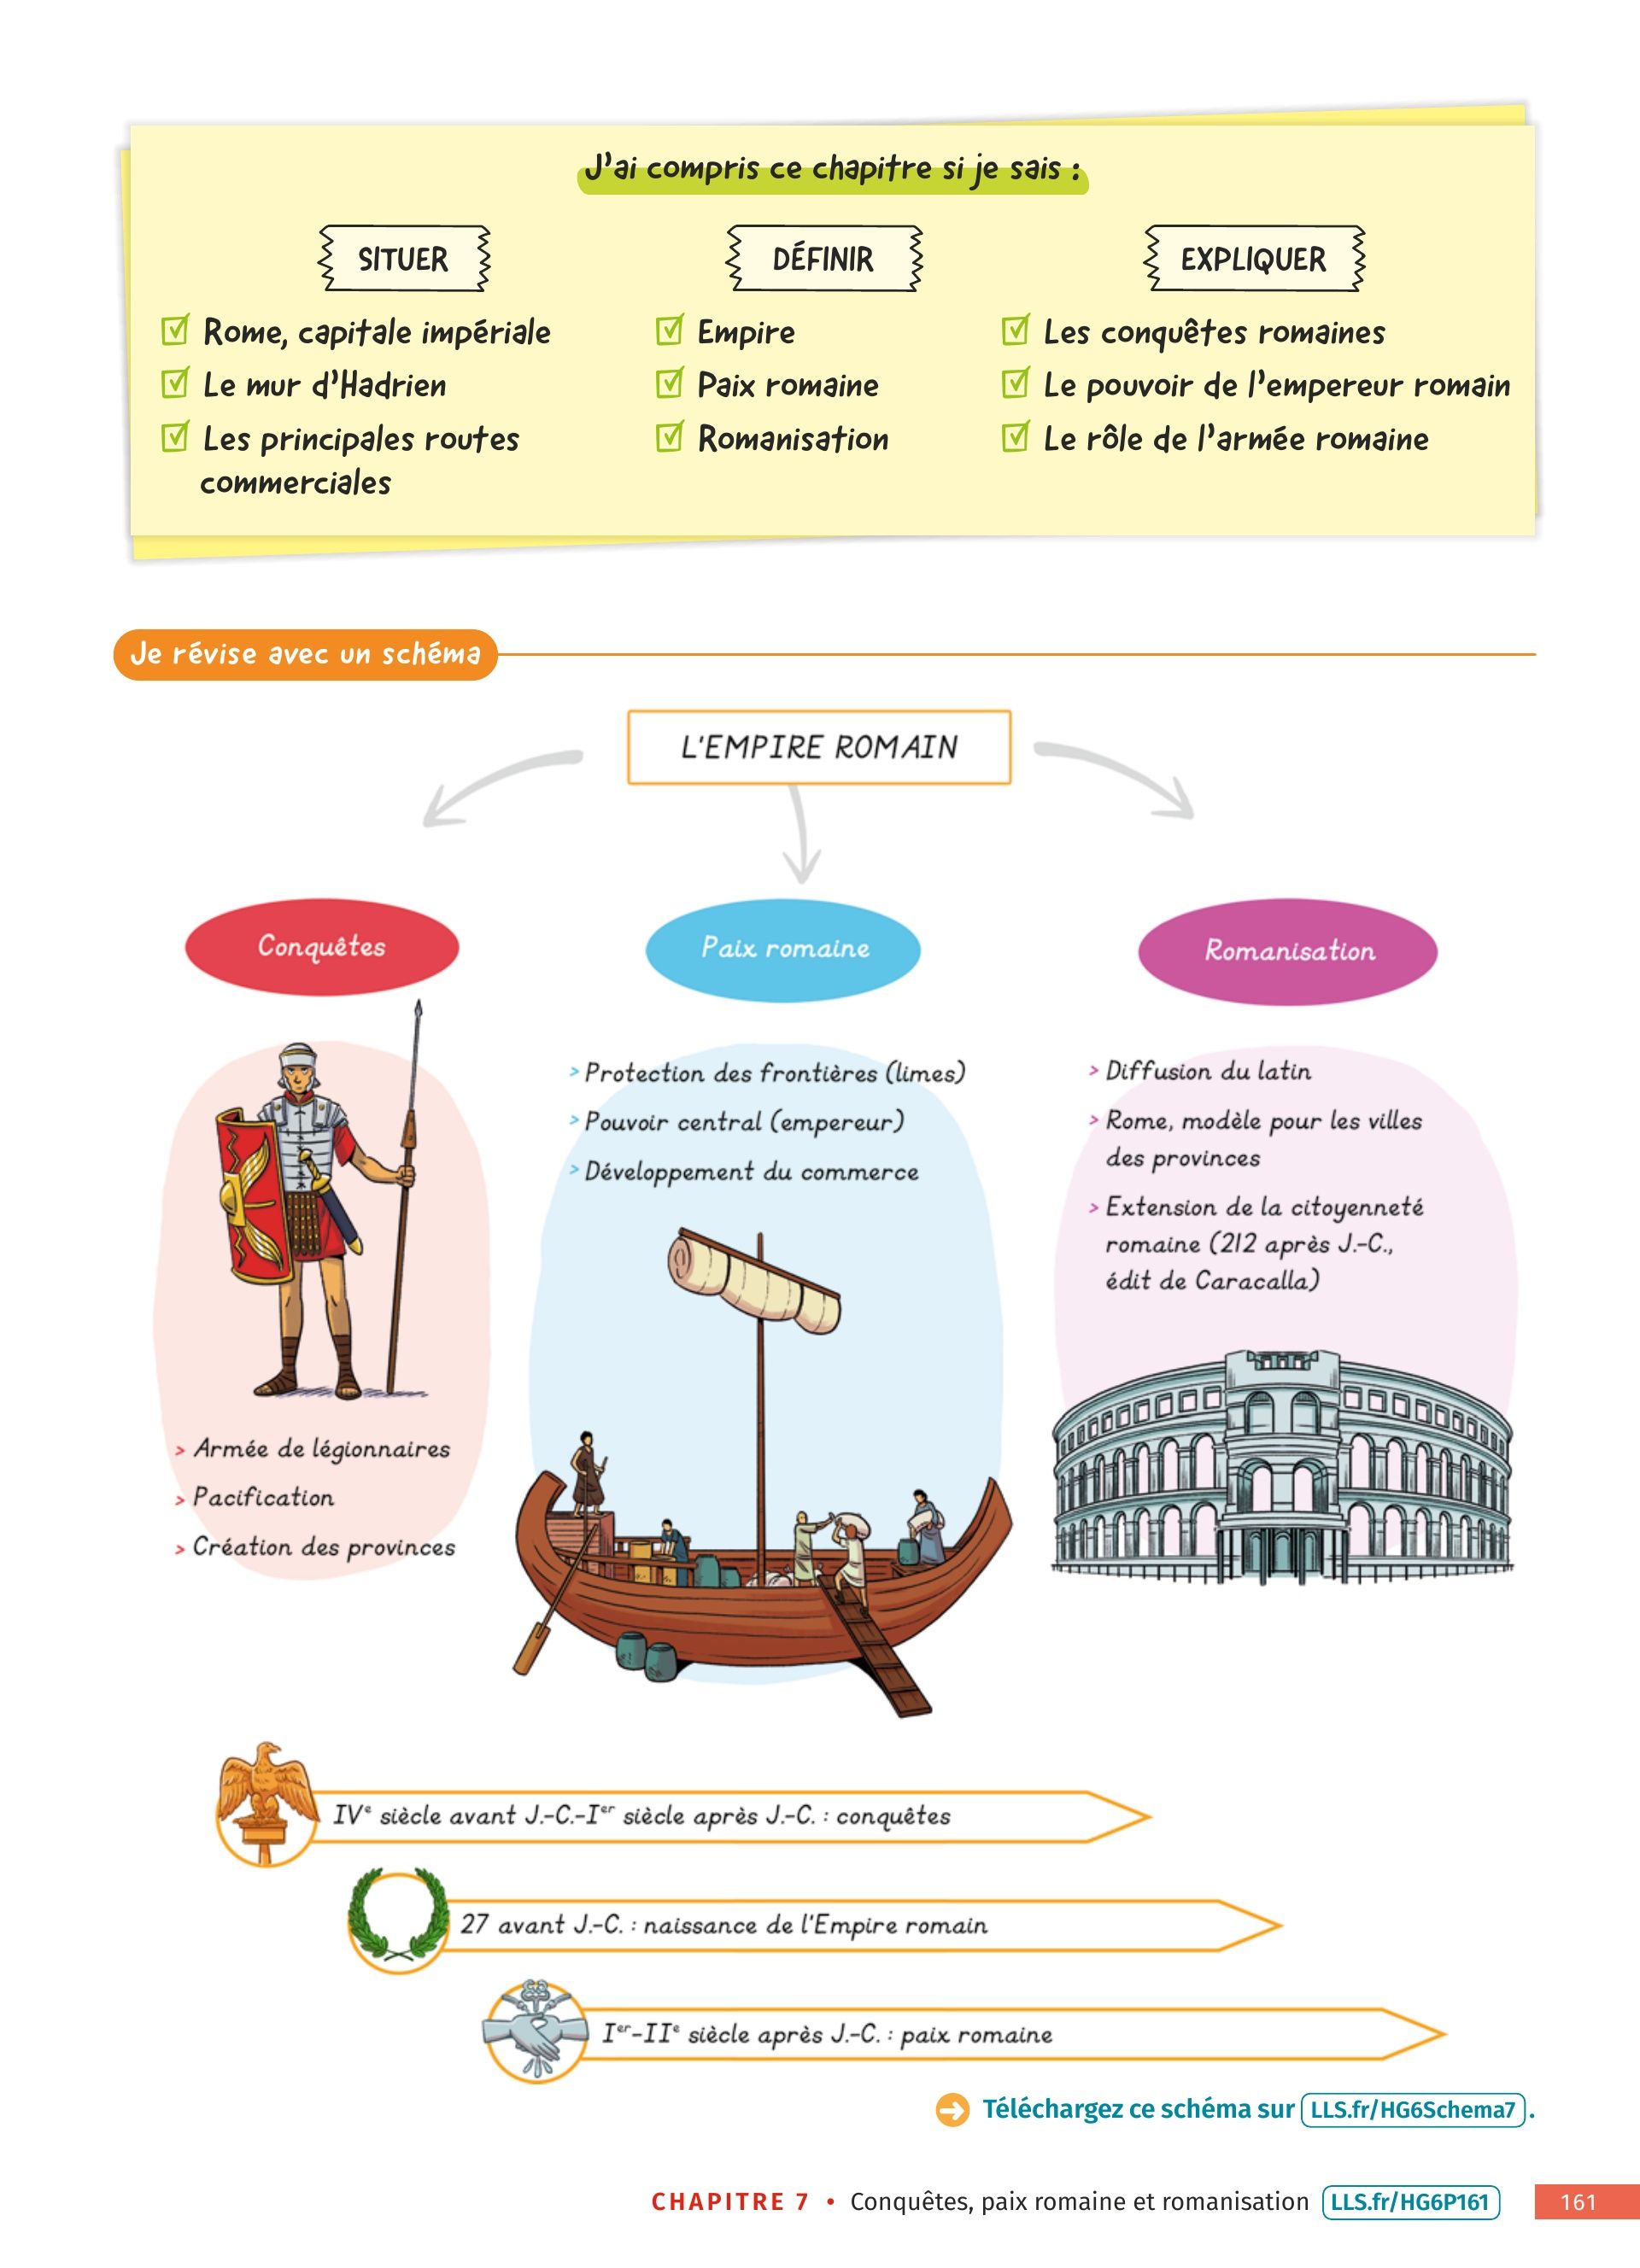 J'ai compris ce chapitre si je sais :
SITUER
Rome, capitale impériale
Le mur d'Hadrien
Les principales routes
commerciales
DÉFINIR
Empire
Paix romaine
Romanisation
EXPLIQUER
Les conquêtes romaines
Le pouvoir de l'empereur romain
Le rôle de l'armée romaine
Je révise avec un schéma
L'EMPIRE ROMAIN
Conquêtes
> Armée de légionnaires
> Pacification
> Création des provinces
Paix romaine
> Protection des frontières (limes)
> Pouvoir central (empereur)
> Développement du commerce
Romanisation
> Diffusion du latin
> Rome, modèle pour les villes
des provinces
> Extension de la citoyenneté
romaine (212 après J.-C.,
édit de Caracalla)
IVe siècle avant J.-C.-Ier siècle après J.-C. : conquêtes
27 avant J.-C. : naissance de l'Empire romain
Ier-IIe siècle après J.-C. : paix romaine
Téléchargez ce schéma sur LLS.fr/HG6Schema7.
CHAPITRE 7 • Conquêtes, paix romaine et romanisation LLS.fr/HG6P161 161